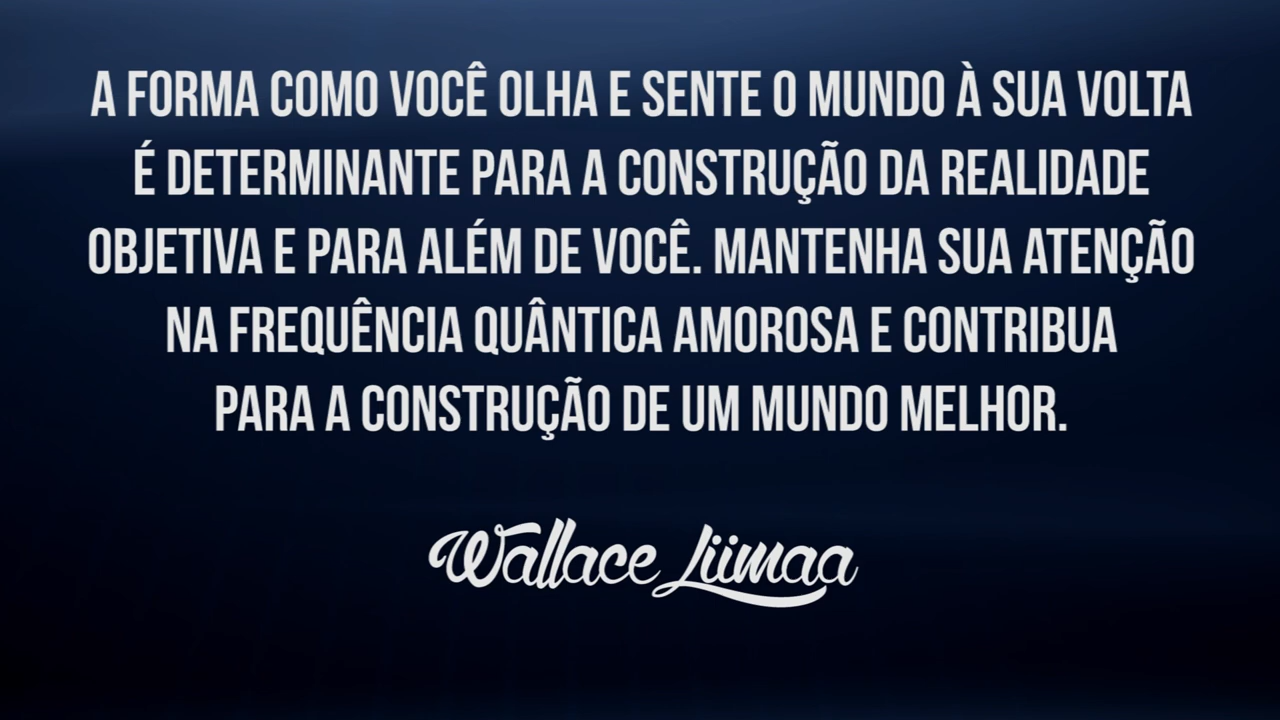 A FORMA COMO VOCÊ OLHA E SENTE O MUNDO À SUA VOLTA
É DETERMINANTE PARA A CONSTRUÇÃO DA REALIDADE
OBJETIVA E PARA ALÉM DE VOCÊ. MANTENHA SUA ATENÇÃO
NA FREQUÊNCIA QUÂNTICA AMOROSA E CONTRIBUA
PARA A CONSTRUÇÃO DE UM MUNDO MELHOR.
Wallace Liimaa